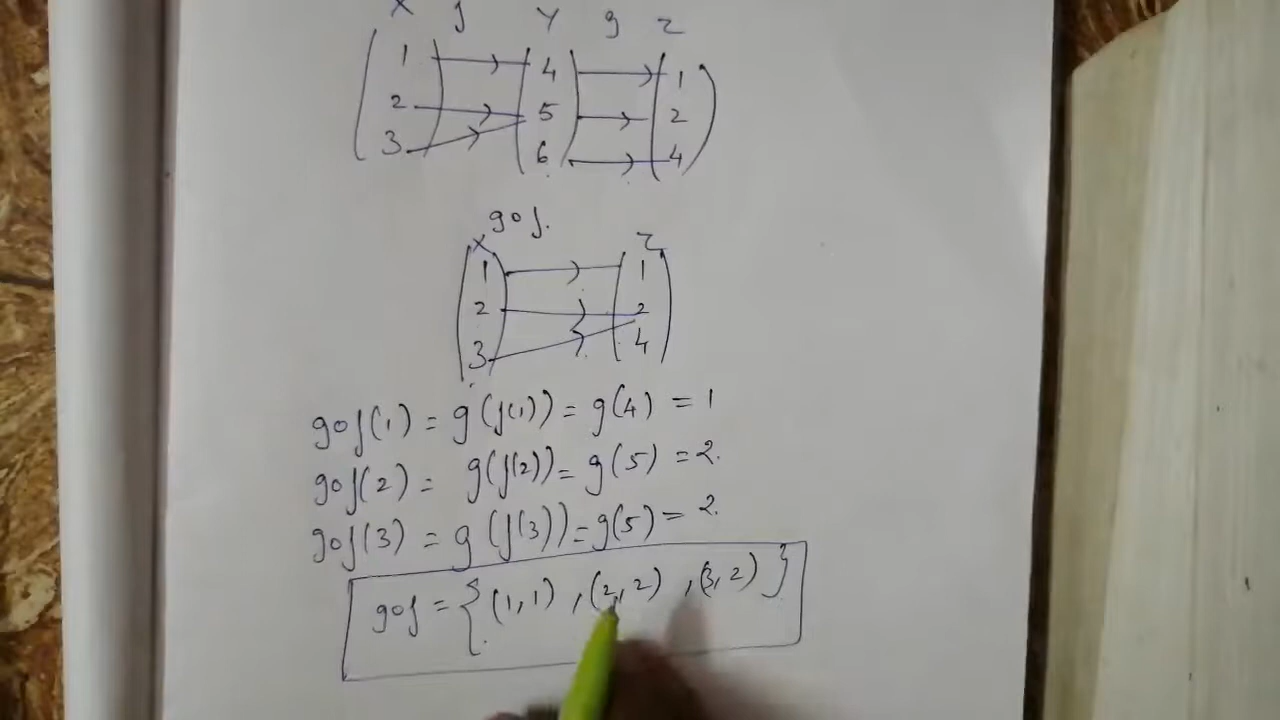 X f Y g Z
1 4 1
2 5 2
3 6 4
gof.
X Z
1 1
2 2
3 4
gof(1) = g(f(1)) = g(4) = 1
gof(2) = g(f(2)) = g(5) = 2.
gof(3) = g(f(3)) = g(5) = 2.
gof = {(1,1), (2,2), (3,2)}